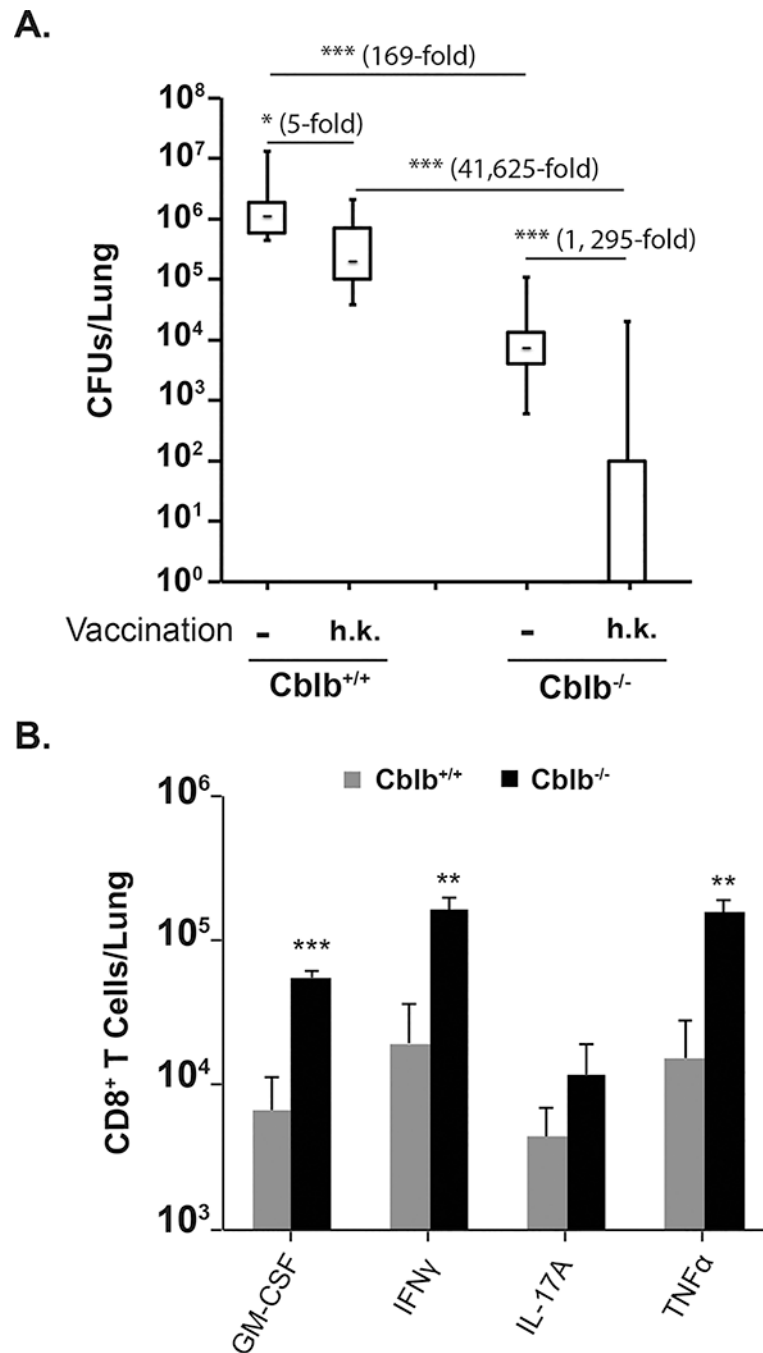 A.
*** (169-fold)
* (5-fold)
*** (41,625-fold)
*** (1, 295-fold)
CFUs/Lung
10⁸
10⁷
10⁶
10⁵
10⁴
10³
10²
10¹
10⁰
Vaccination - h.k. - h.k.
Cblb⁺/⁺ Cblb⁻/⁻
B.
Cblb⁺/⁺ Cblb⁻/⁻
CD8⁺ T Cells/Lung
10⁶
10⁵
10⁴
10³
*** ** **
GM-CSF IFNγ IL-17A TNFα